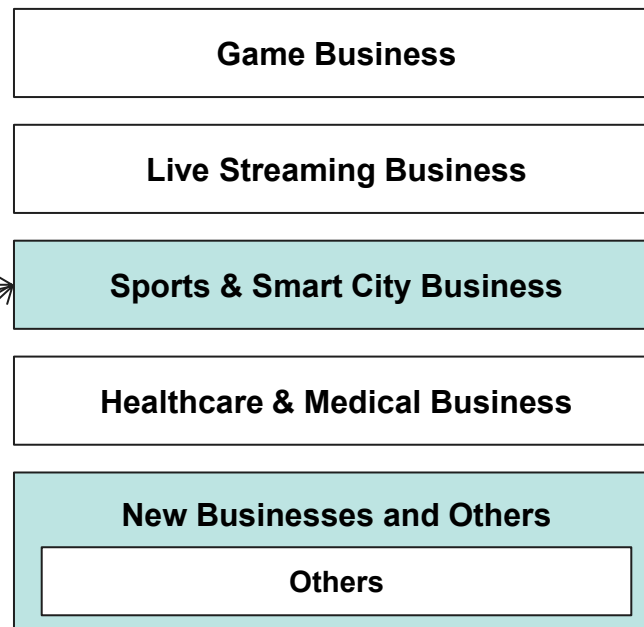 Game Business
Live Streaming Business
Sports & Smart City Business
Healthcare & Medical Business
New Businesses and Others
Others